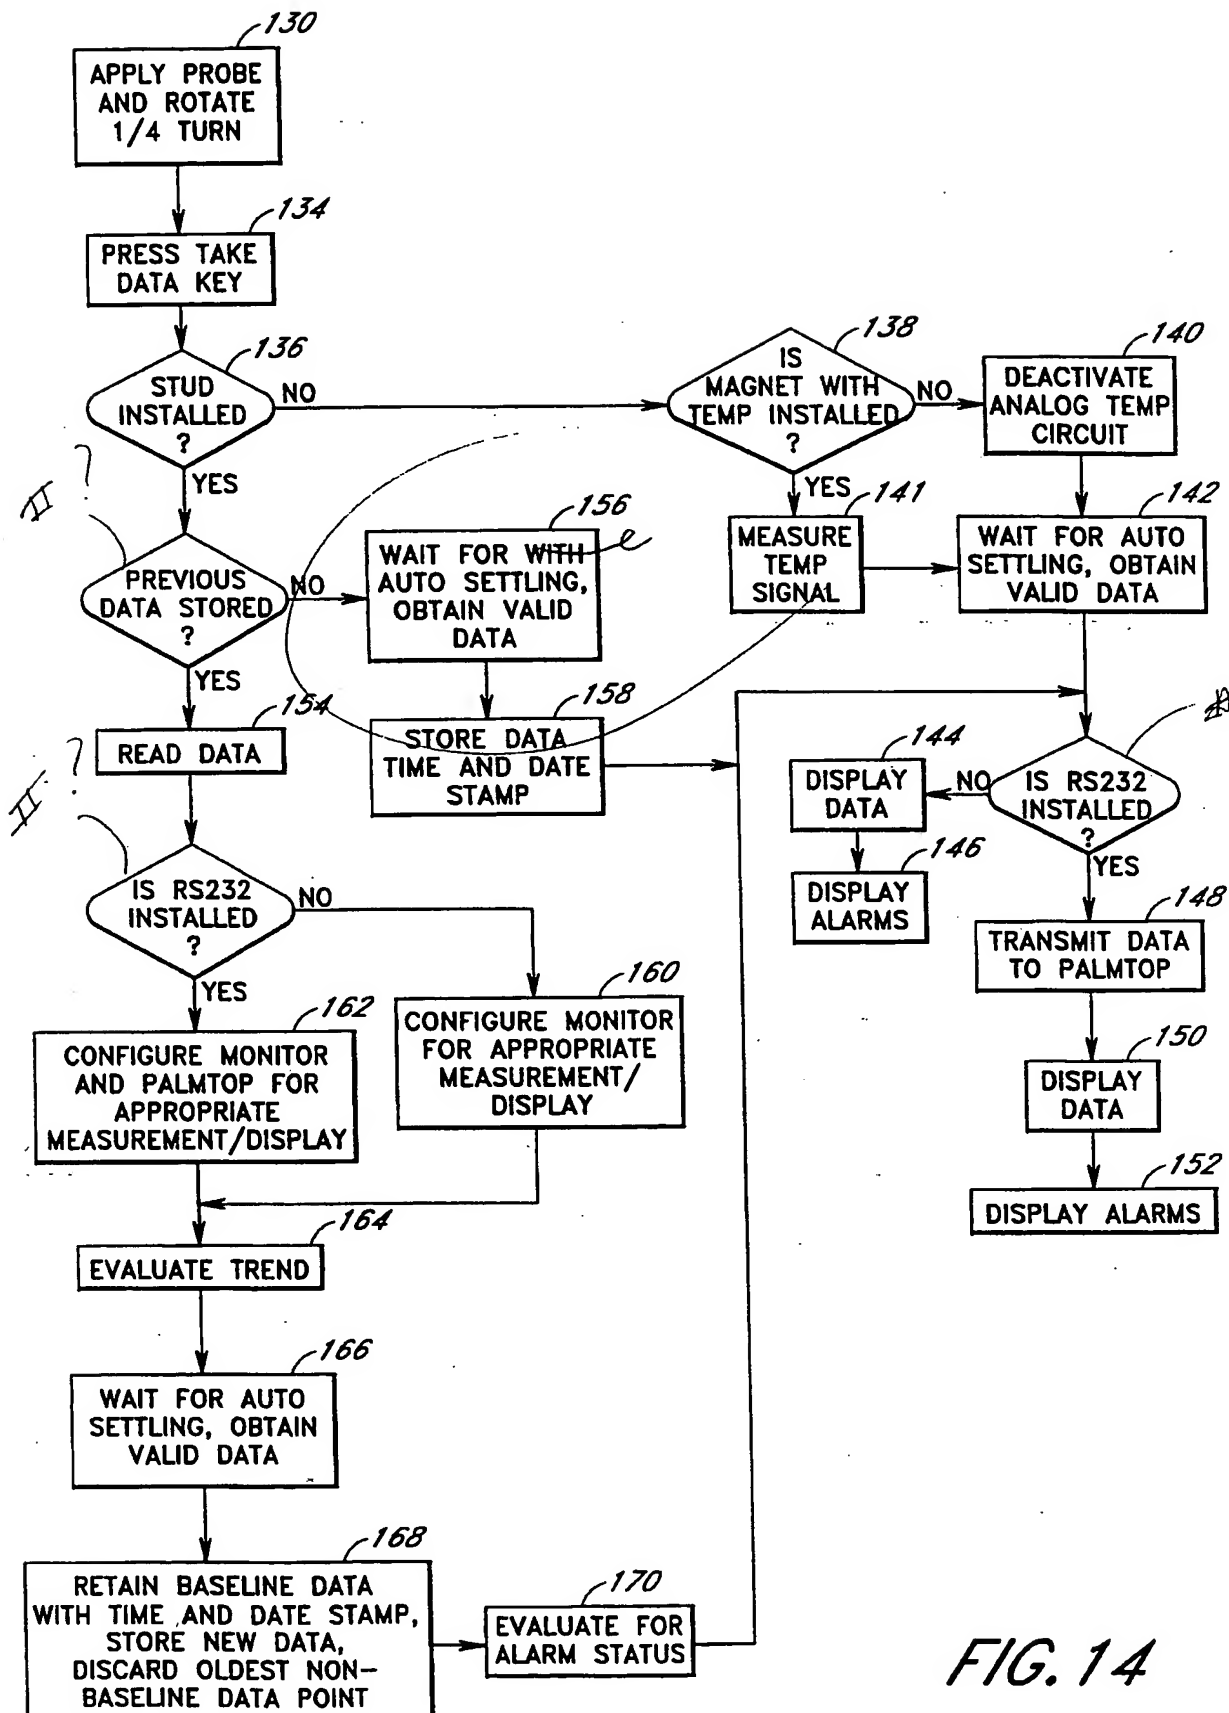 130
APPLY PROBE
AND ROTATE
1/4 TURN
134
PRESS TAKE
DATA KEY
136
STUD
INSTALLED
?
NO
YES
138
IS
MAGNET WITH
TEMP INSTALLED
?
NO
YES
140
DEACTIVATE
ANALOG TEMP
CIRCUIT
141
MEASURE
TEMP
SIGNAL
142
WAIT FOR AUTO
SETTLING, OBTAIN
VALID DATA
II ?
PREVIOUS
DATA STORED
?
NO
YES
156
WAIT FOR WITH
AUTO SETTLING,
OBTAIN VALID
DATA
158
STORE DATA
TIME AND DATE
STAMP
154
READ DATA
II ?
IS RS232
INSTALLED
?
NO
YES
144
DISPLAY
DATA
146
DISPLAY
ALARMS
IS RS232
INSTALLED
?
NO
YES
148
TRANSMIT DATA
TO PALMTOP
150
DISPLAY
DATA
152
DISPLAY ALARMS
160
CONFIGURE MONITOR
FOR APPROPRIATE
MEASUREMENT/
DISPLAY
162
CONFIGURE MONITOR
AND PALMTOP FOR
APPROPRIATE
MEASUREMENT/DISPLAY
164
EVALUATE TREND
166
WAIT FOR AUTO
SETTLING, OBTAIN
VALID DATA
168
RETAIN BASELINE DATA
WITH TIME AND DATE STAMP,
STORE NEW DATA,
DISCARD OLDEST NON-
BASELINE DATA POINT
170
EVALUATE FOR
ALARM STATUS
FIG. 14